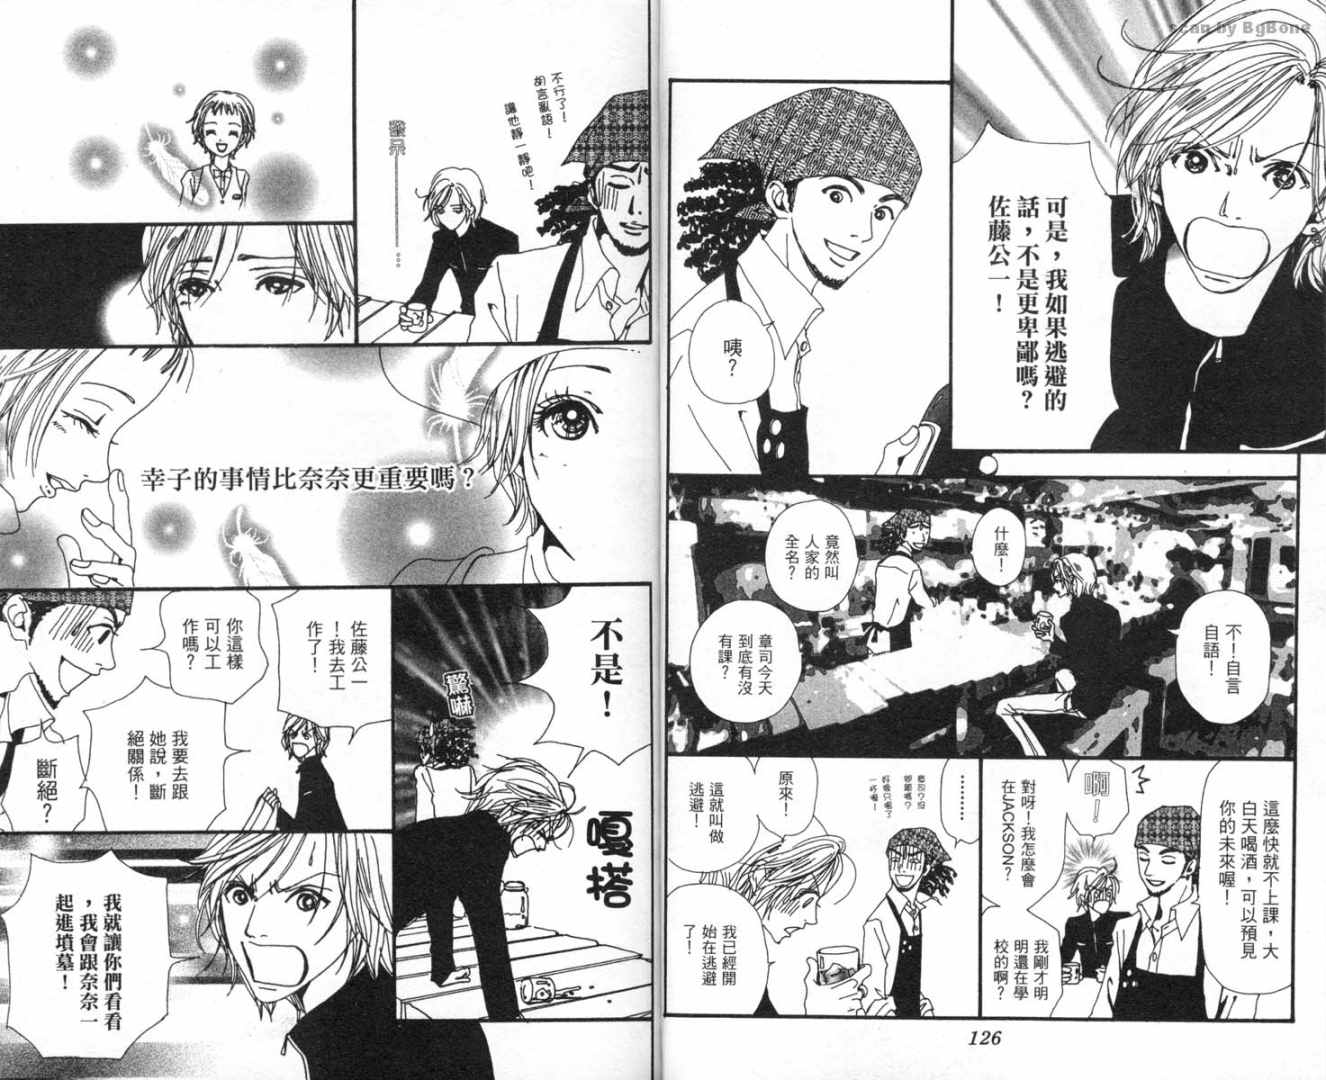 scan by BgBone
可是，我如果逃避的
話，不是更卑鄙嗎？
佐藤公一！
咦？
什麼！
竟然叫
人家的
全名？
不！自言
自語！
章司今天
到底有沒
有課？
這麼快就不上課，大
白天喝酒，可以預見
你的未來喔！
啊！
對呀！我怎麼會
在JACKSON？
我剛才明
明還在學
校的啊？
…………
好像只喝了
一杯喔！
原來！
這就叫做
逃避！
我已經開
始在逃避
了！
126
不行了！
胡言亂語！
讓他靜一靜吧！
發呆…………
幸子的事情比奈奈更重要嗎？
不是！
驚嚇
嘎搭
佐藤公一
！我去工
作了！
你這樣
可以工
作嗎？
我要去跟
她說，斷
絕關係！
斷絕？
我就讓你們看看
，我會跟奈奈一
起進墳墓！